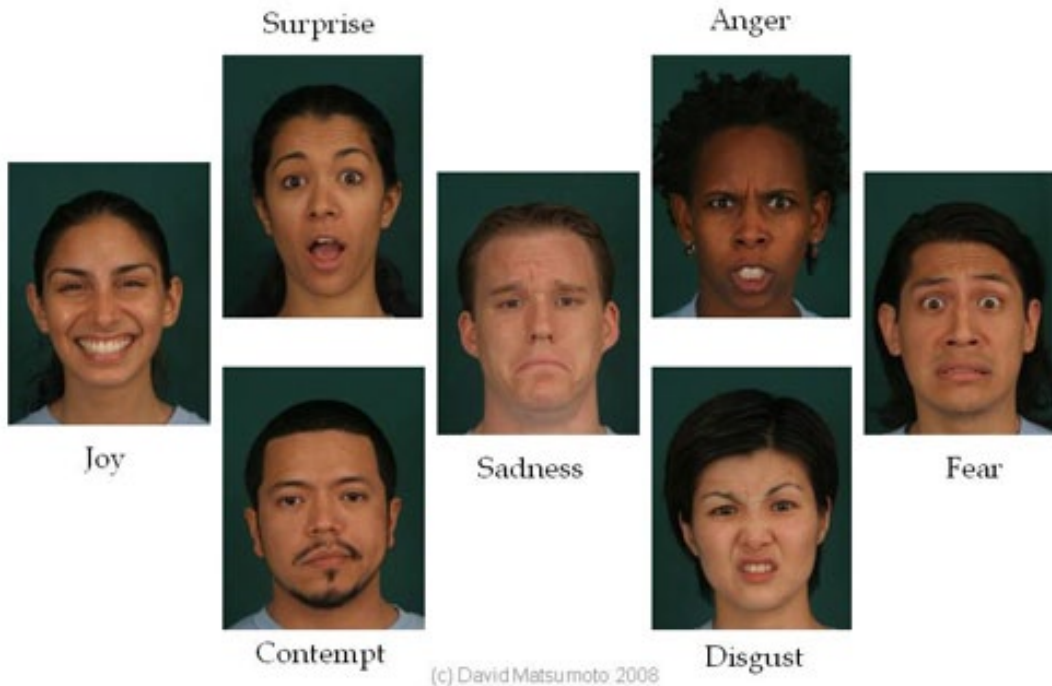 Surprise
Anger
Joy
Sadness
Fear
Contempt
Disgust
(c) David Matsumoto 2008